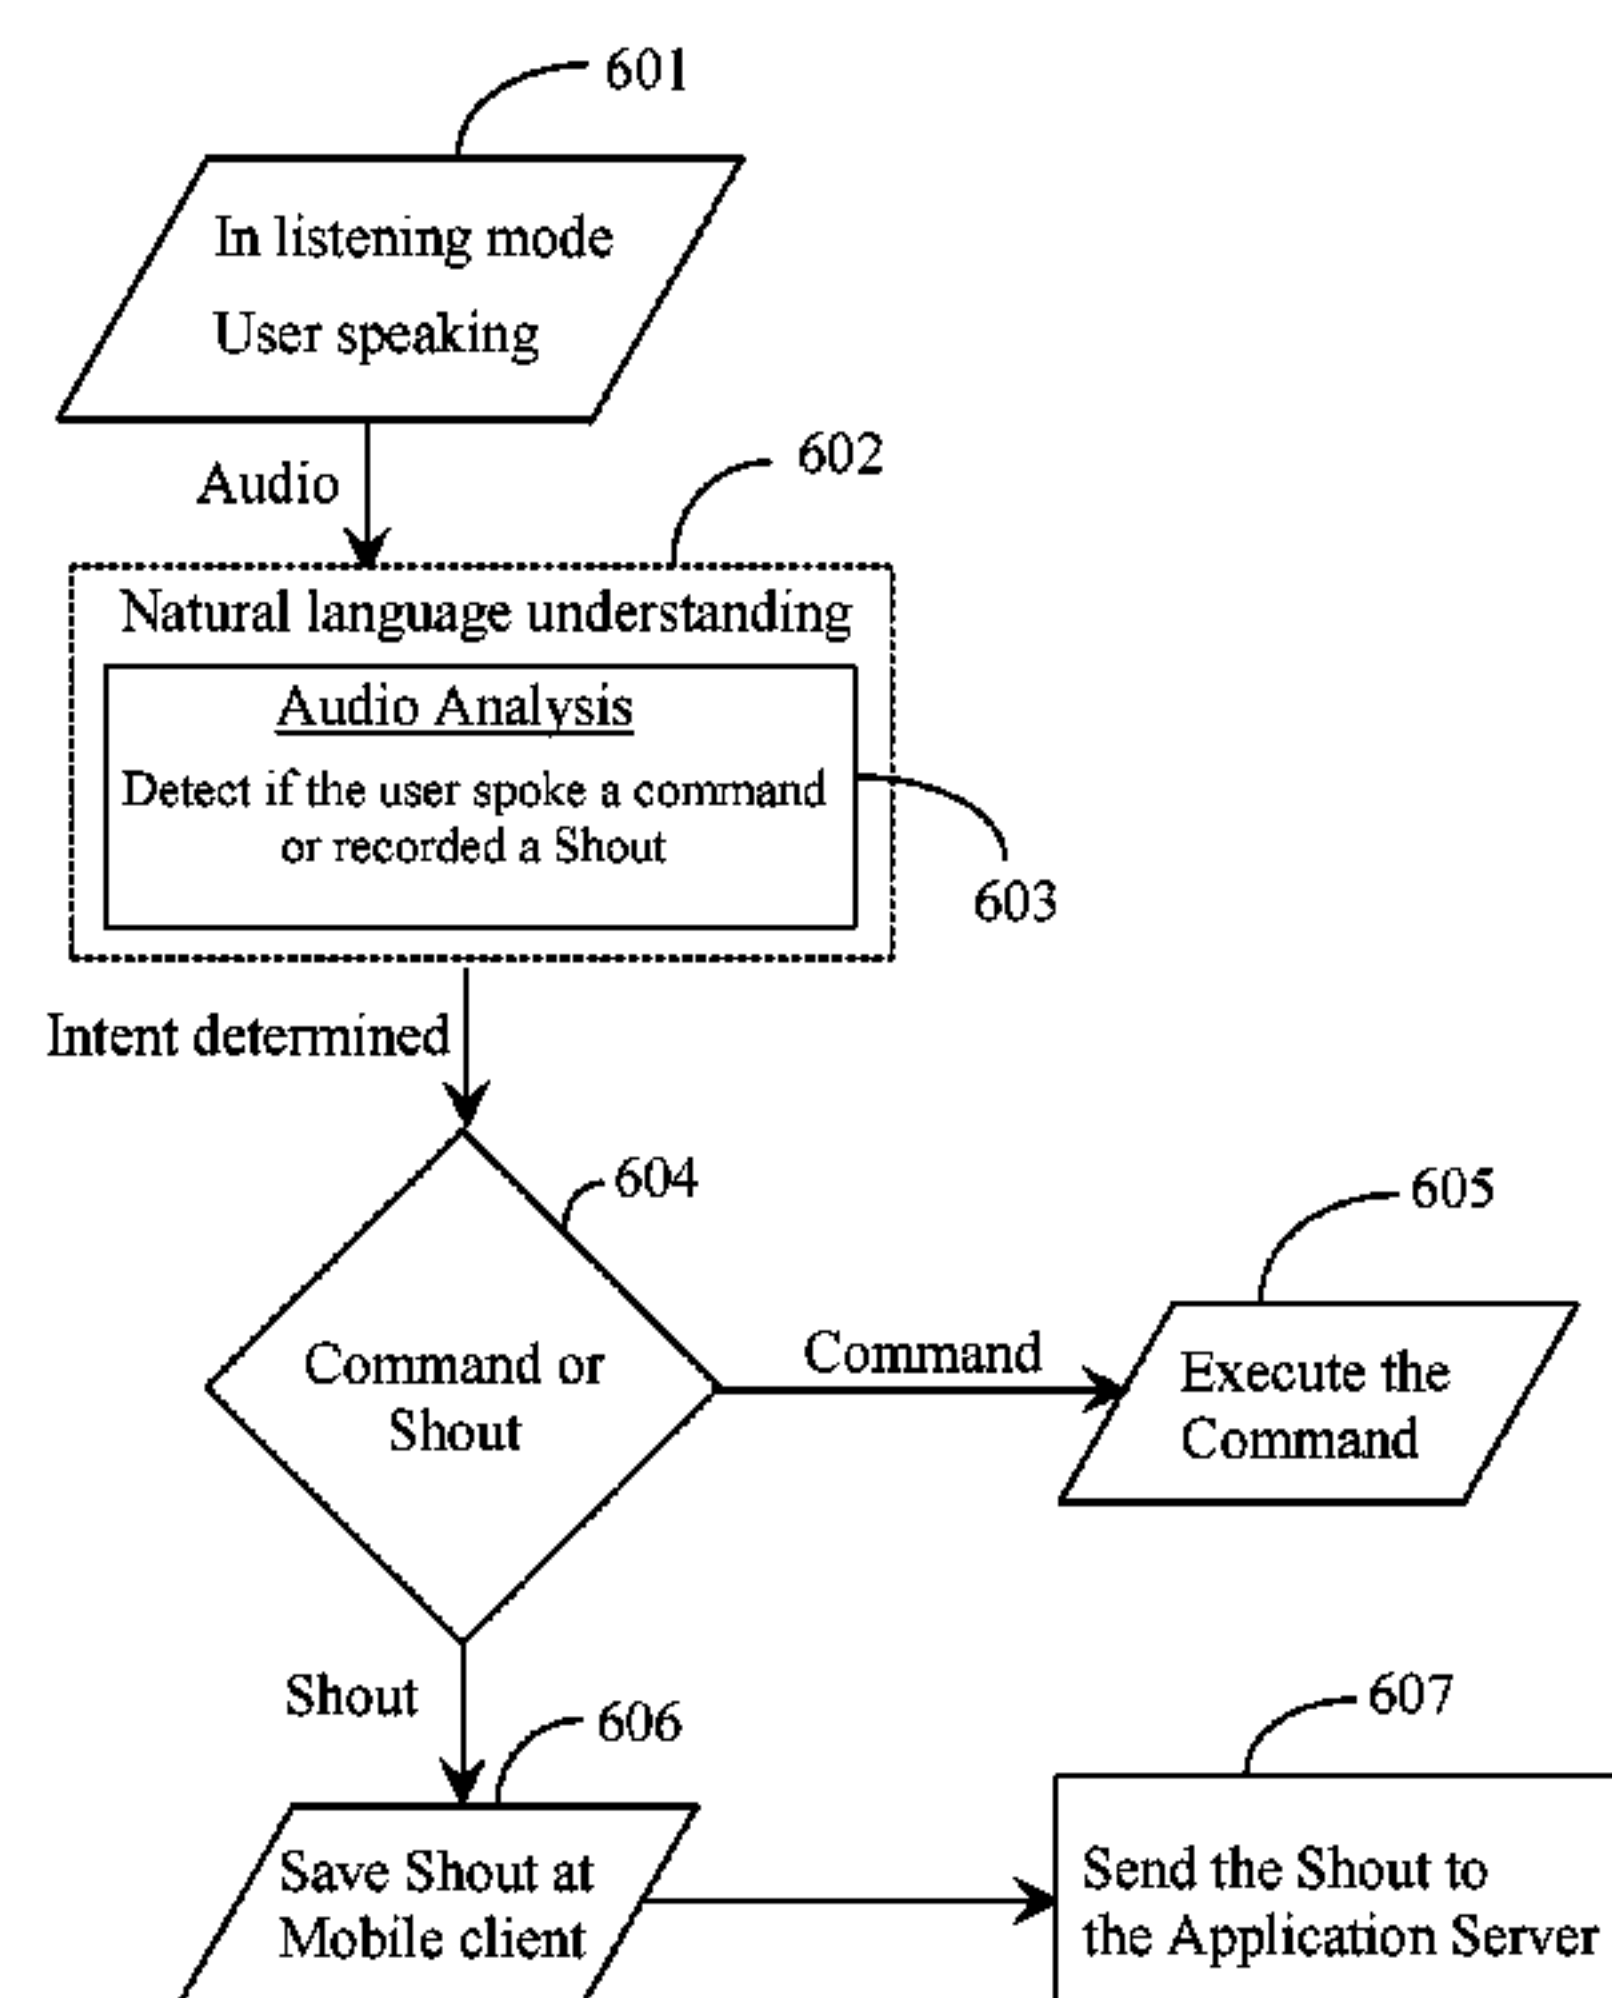 601
In listening mode
User speaking
Audio
602
Natural language understanding
Audio Analysis
Detect if the user spoke a command
or recorded a Shout
603
Intent determined
604
Command or
Shout
Command
605
Execute the
Command
Shout
606
Save Shout at
Mobile client
607
Send the Shout to
the Application Server